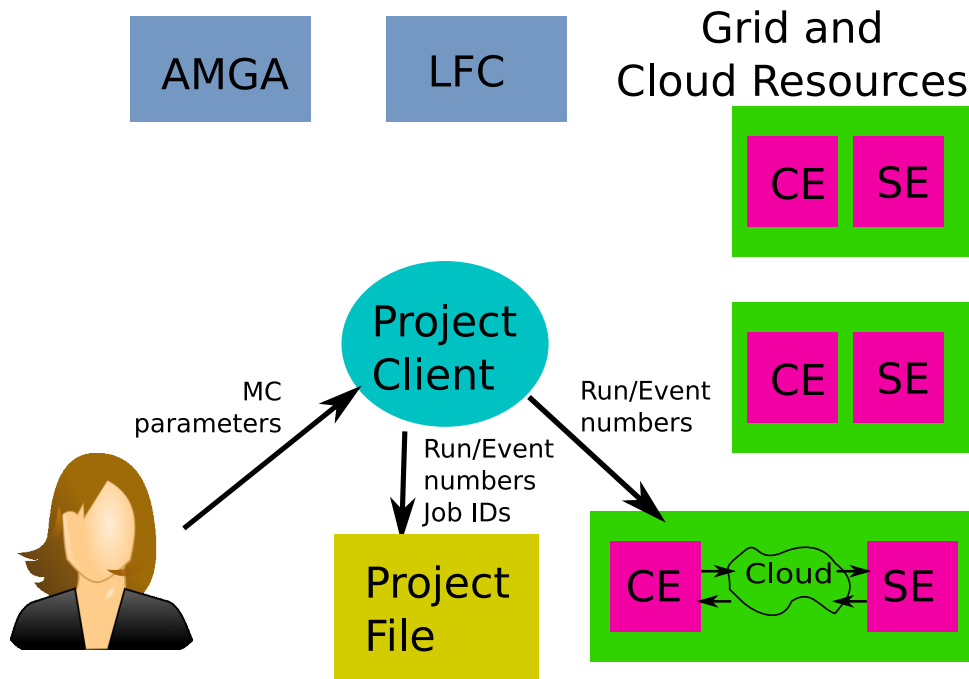 AMGA
LFC
Grid and
Cloud Resources
CE
SE
CE
SE
Project
Client
MC
parameters
Run/Event
numbers
Run/Event
numbers
Job IDs
Project
File
CE
Cloud
SE